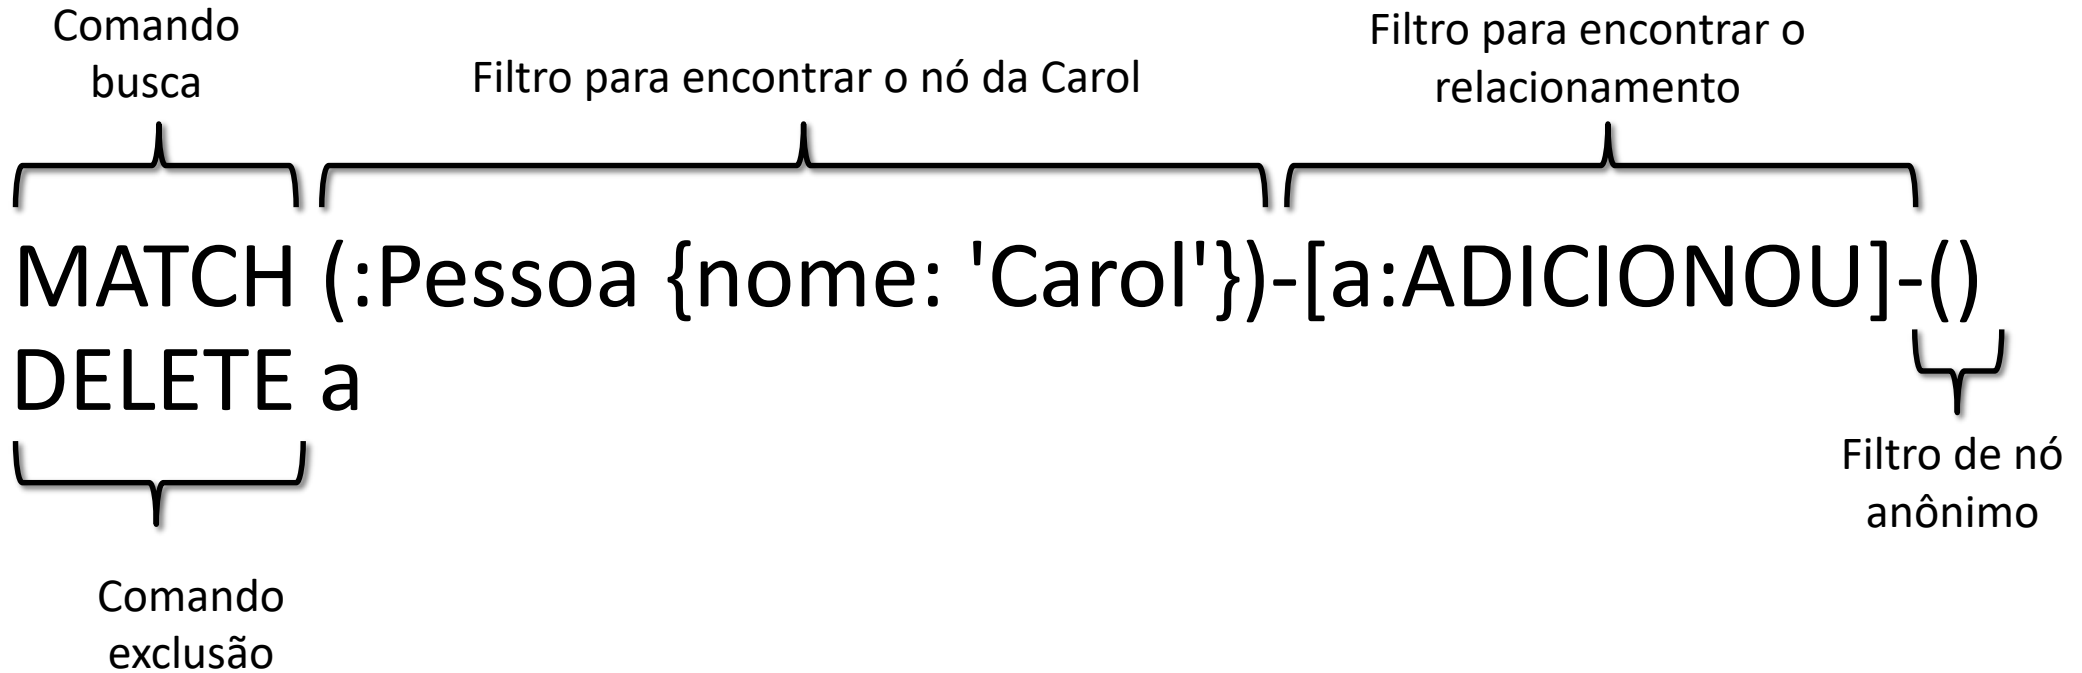 Comando
busca
Filtro para encontrar o nó da Carol
Filtro para encontrar o
relacionamento
MATCH (:Pessoa {nome: 'Carol'})-[a:ADICIONOU]-()
DELETE a
Filtro de nó
anônimo
Comando
exclusão